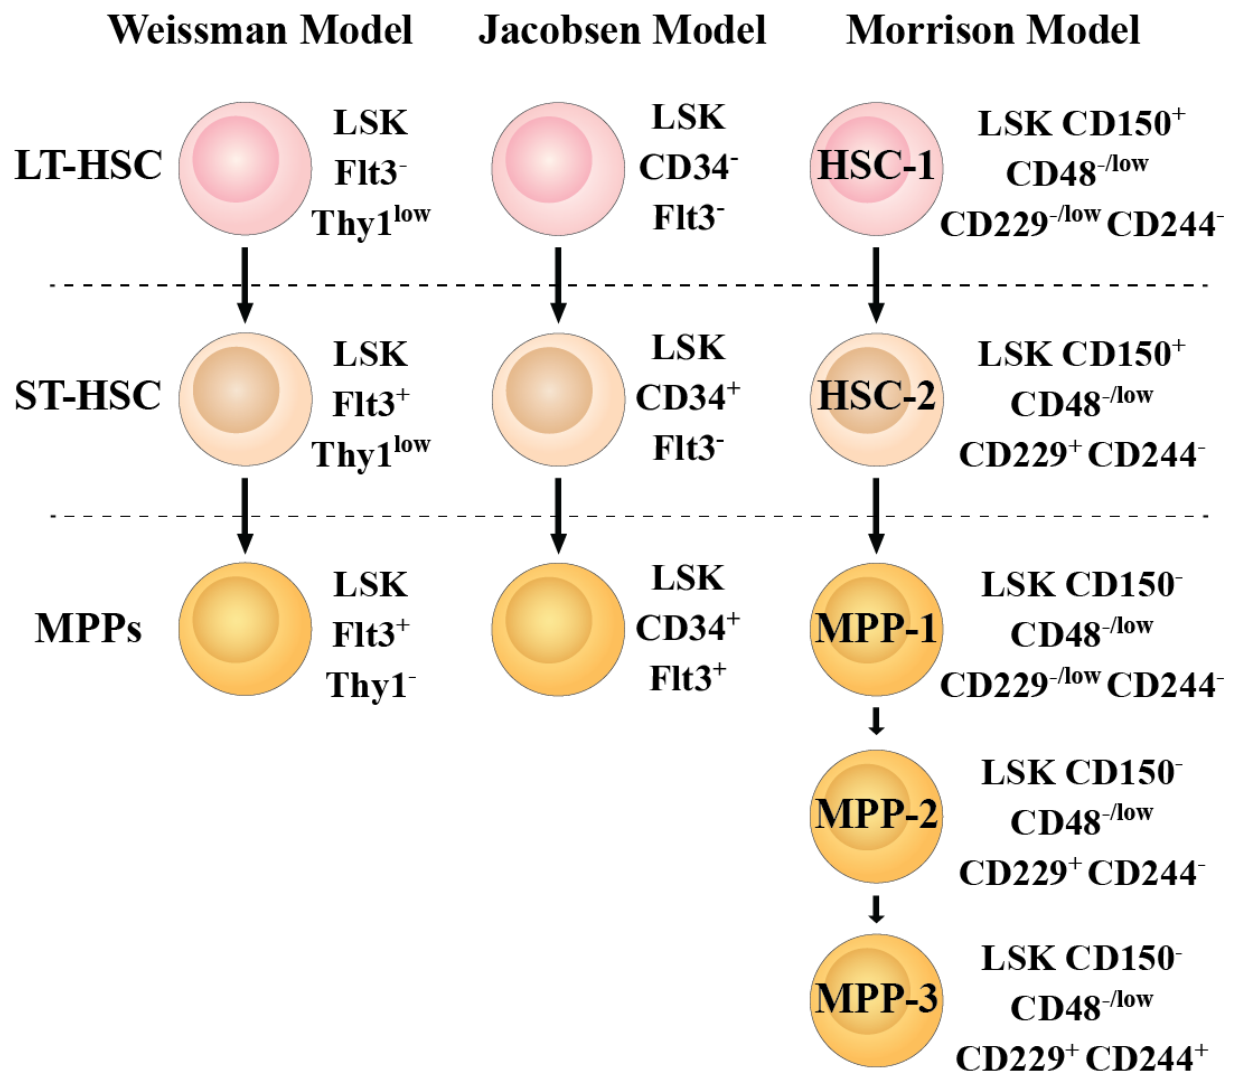 Weissman Model
Jacobsen Model
Morrison Model
LT-HSC
LSK
Flt3⁻
Thy1ˡᵒʷ
LSK
CD34⁻
Flt3⁻
HSC-1
LSK CD150⁺
CD48⁻/ˡᵒʷ
CD229⁻/ˡᵒʷ CD244⁻
ST-HSC
LSK
Flt3⁺
Thy1ˡᵒʷ
LSK
CD34⁺
Flt3⁻
HSC-2
LSK CD150⁺
CD48⁻/ˡᵒʷ
CD229⁺ CD244⁻
MPPs
LSK
Flt3⁺
Thy1⁻
LSK
CD34⁺
Flt3⁺
MPP-1
LSK CD150⁻
CD48⁻/ˡᵒʷ
CD229⁻/ˡᵒʷ CD244⁻
MPP-2
LSK CD150⁻
CD48⁻/ˡᵒʷ
CD229⁺ CD244⁻
MPP-3
LSK CD150⁻
CD48⁻/ˡᵒʷ
CD229⁺ CD244⁺